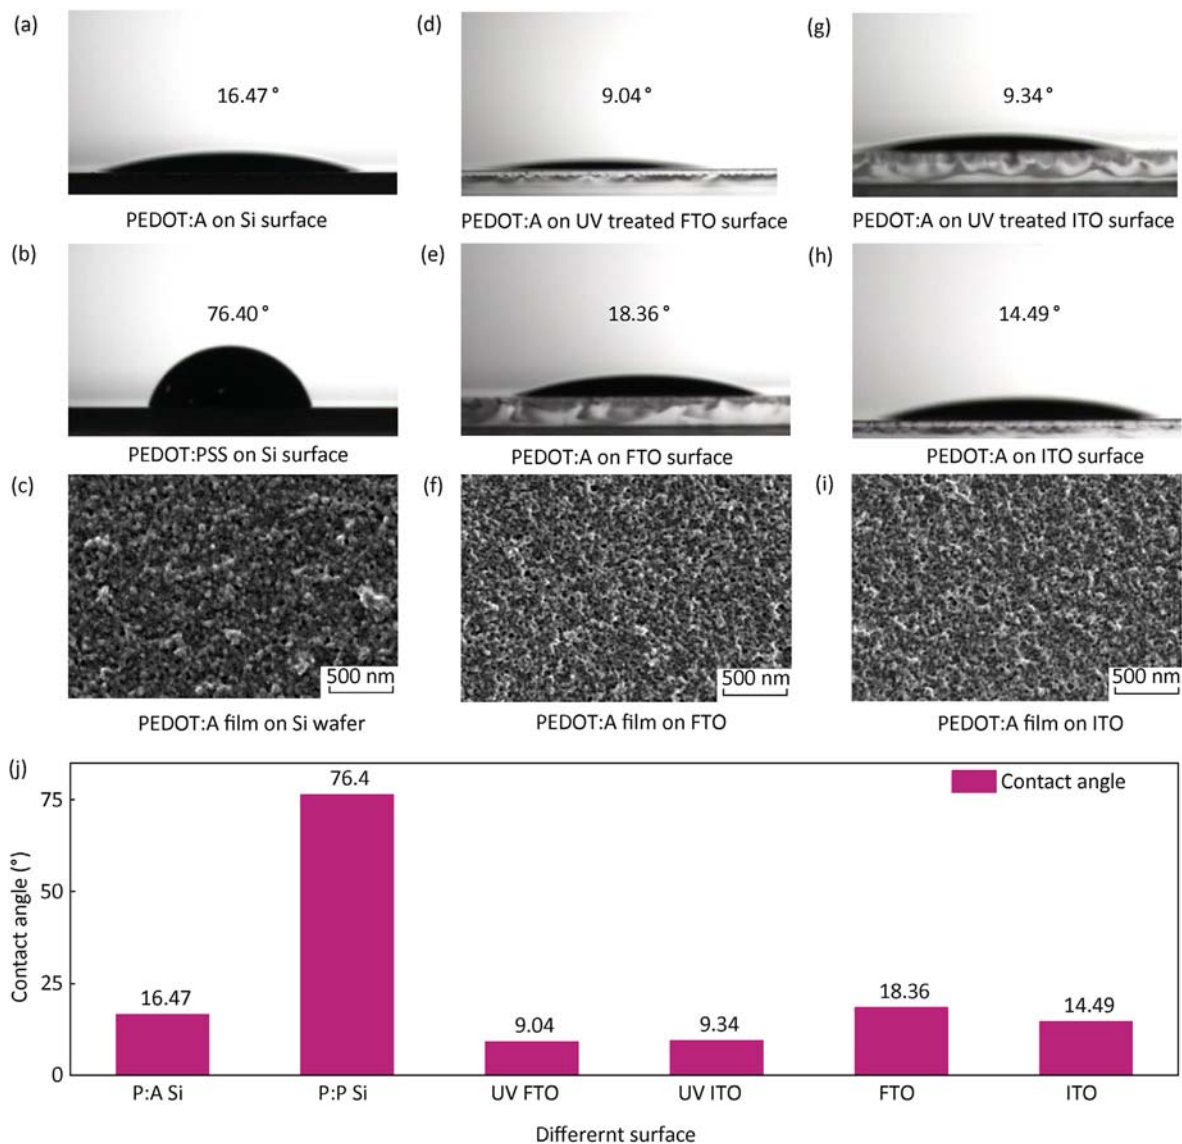 (a)
16.47°
PEDOT:A on Si surface
(d)
9.04°
PEDOT:A on UV treated FTO surface
(g)
9.34°
PEDOT:A on UV treated ITO surface
(b)
76.40°
PEDOT:PSS on Si surface
(e)
18.36°
PEDOT:A on FTO surface
(h)
14.49°
PEDOT:A on ITO surface
(c)
500 nm
PEDOT:A film on Si wafer
(f)
500 nm
PEDOT:A film on FTO
(i)
500 nm
PEDOT:A film on ITO
(j)
Contact angle
Contact angle (°)
75
50
25
0
16.47
76.4
9.04
9.34
18.36
14.49
P:A Si
P:P Si
UV FTO
UV ITO
FTO
ITO
Differernt surface